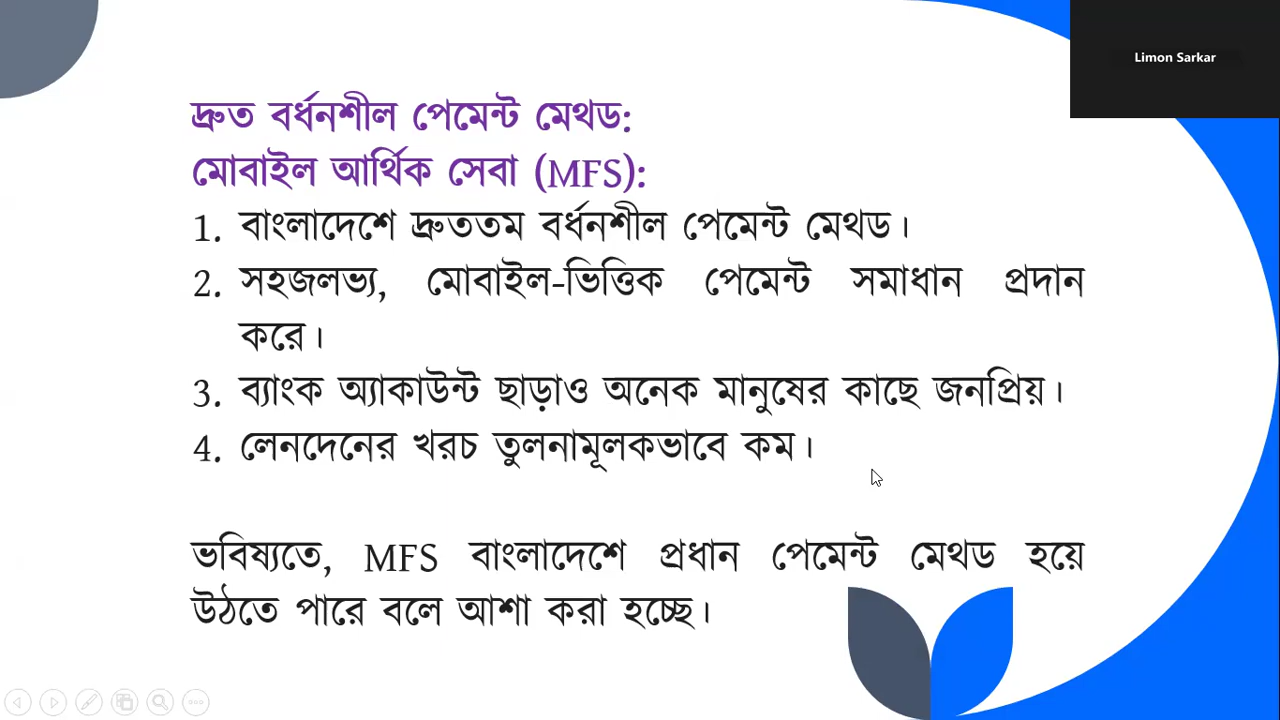 Limon Sarkar
দ্রুত বর্ধনশীল পেমেন্ট মেথড:
মোবাইল আর্থিক সেবা (MFS):
1. বাংলাদেশে দ্রুততম বর্ধনশীল পেমেন্ট মেথড।
2. সহজলভ্য, মোবাইল-ভিত্তিক পেমেন্ট সমাধান প্রদান
করে।
3. ব্যাংক অ্যাকাউন্ট ছাড়াও অনেক মানুষের কাছে জনপ্রিয়।
4. লেনদেনের খরচ তুলনামূলকভাবে কম।
ভবিষ্যতে, MFS বাংলাদেশে প্রধান পেমেন্ট মেথড হয়ে
উঠতে পারে বলে আশা করা হচ্ছে।